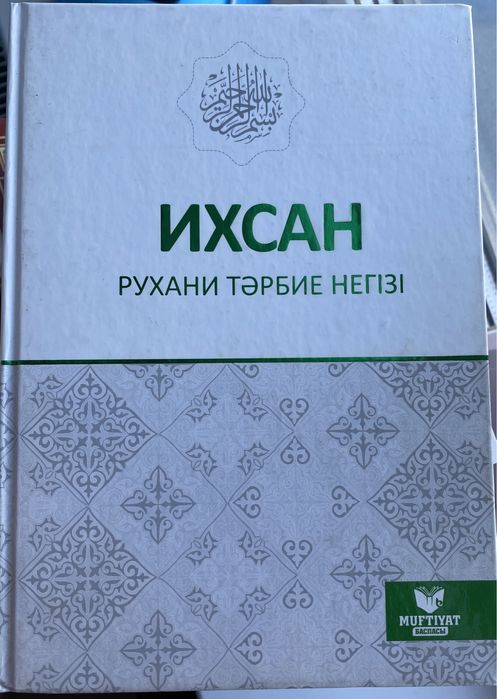 بسم الله الرحمن الرحيم
ИХСАН
РУХАНИ ТӘРБИЕ НЕГІЗІ
MUFTIYAT
БАСПАСЫ